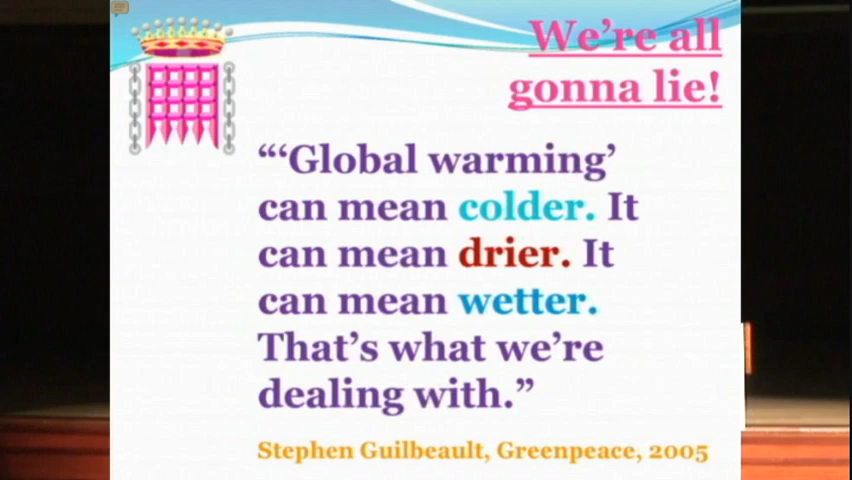 We're all
gonna lie!
“‘Global warming’
can mean colder. It
can mean drier. It
can mean wetter.
That’s what we’re
dealing with.”
Stephen Guilbeault, Greenpeace, 2005